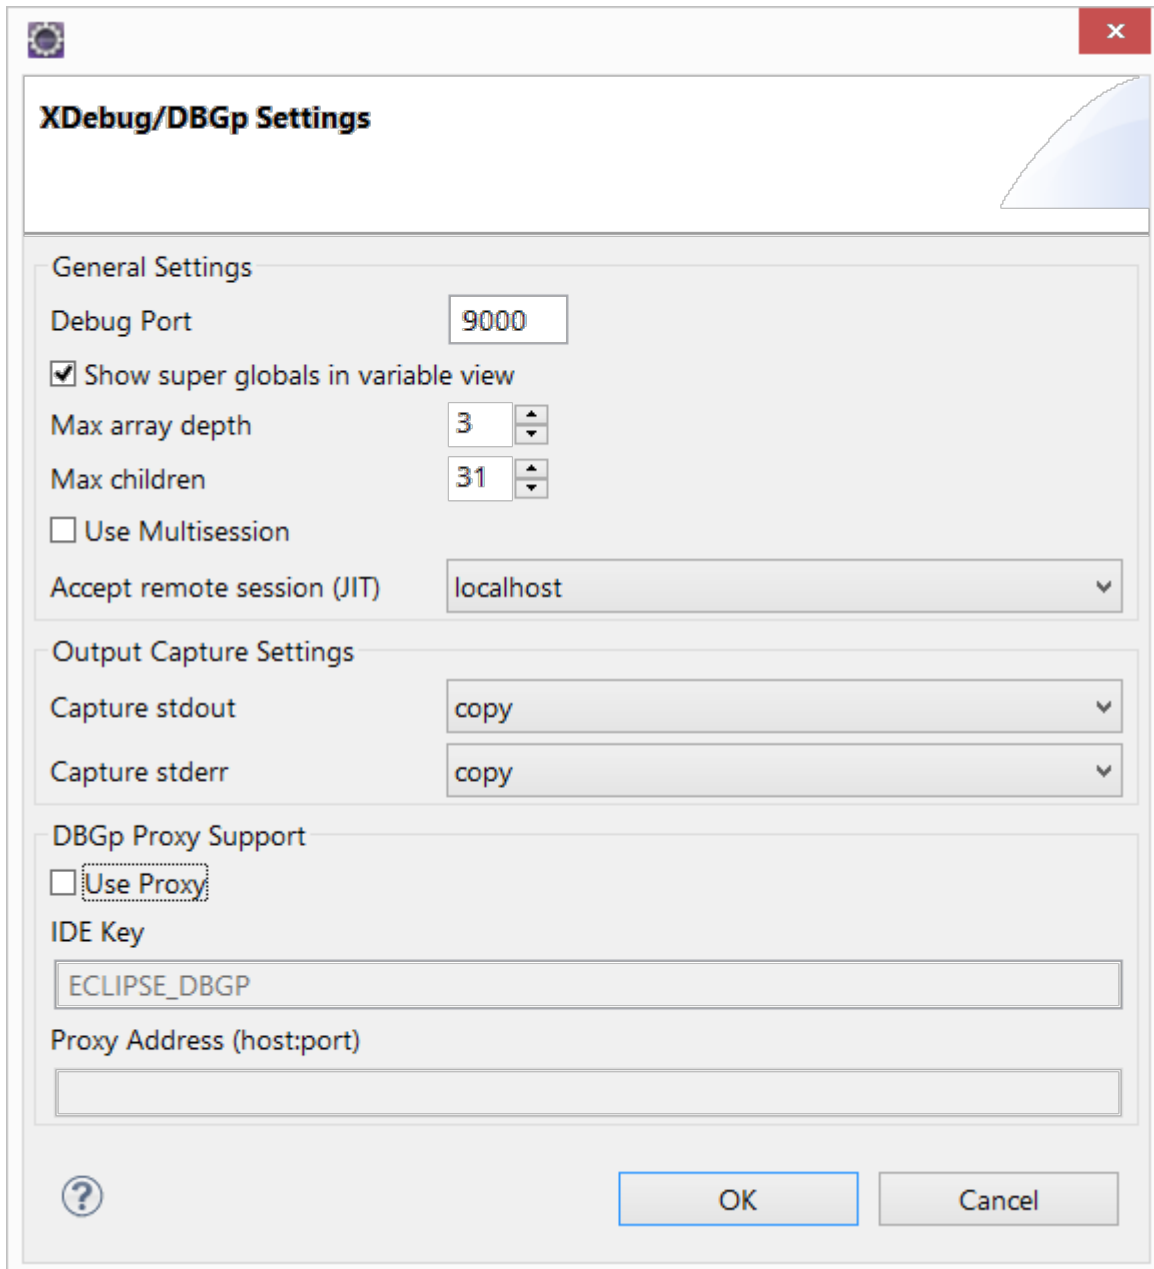 XDebug/DBGp Settings
General Settings
Debug Port 9000
Show super globals in variable view
Max array depth 3
Max children 31
Use Multisession
Accept remote session (JIT) localhost
Output Capture Settings
Capture stdout copy
Capture stderr copy
DBGp Proxy Support
Use Proxy
IDE Key
ECLIPSE_DBGP
Proxy Address (host:port)
? OK Cancel